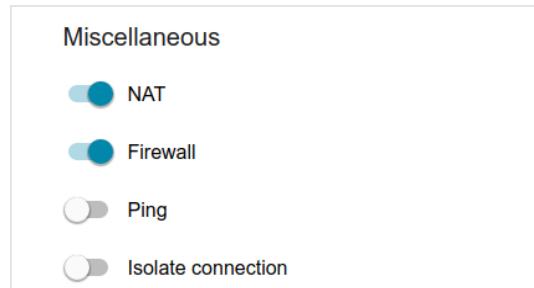 Miscellaneous
NAT
Firewall
Ping
Isolate connection